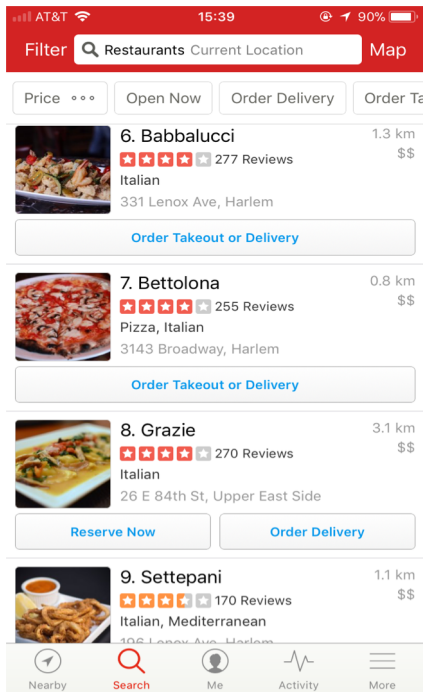 AT&T 15:39 90%
Filter Restaurants Current Location Map
Price Open Now Order Delivery Order Ta
6. Babbalucci 1.3 km
277 Reviews $$
Italian
331 Lenox Ave, Harlem
Order Takeout or Delivery
7. Bettolona 0.8 km
255 Reviews $$
Pizza, Italian
3143 Broadway, Harlem
Order Takeout or Delivery
8. Grazie 3.1 km
270 Reviews $$
Italian
26 E 84th St, Upper East Side
Reserve Now Order Delivery
9. Settepani 1.1 km
170 Reviews $$
Italian, Mediterranean
196 Lenox Ave, Harlem
Nearby Search Me Activity More